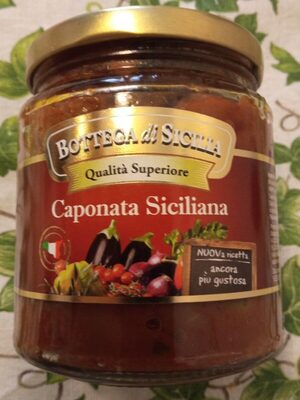 BOTTEGA di SICILIA
Qualità Superiore
Caponata Siciliana
NUOVa ricetta
ancora
più gustosa